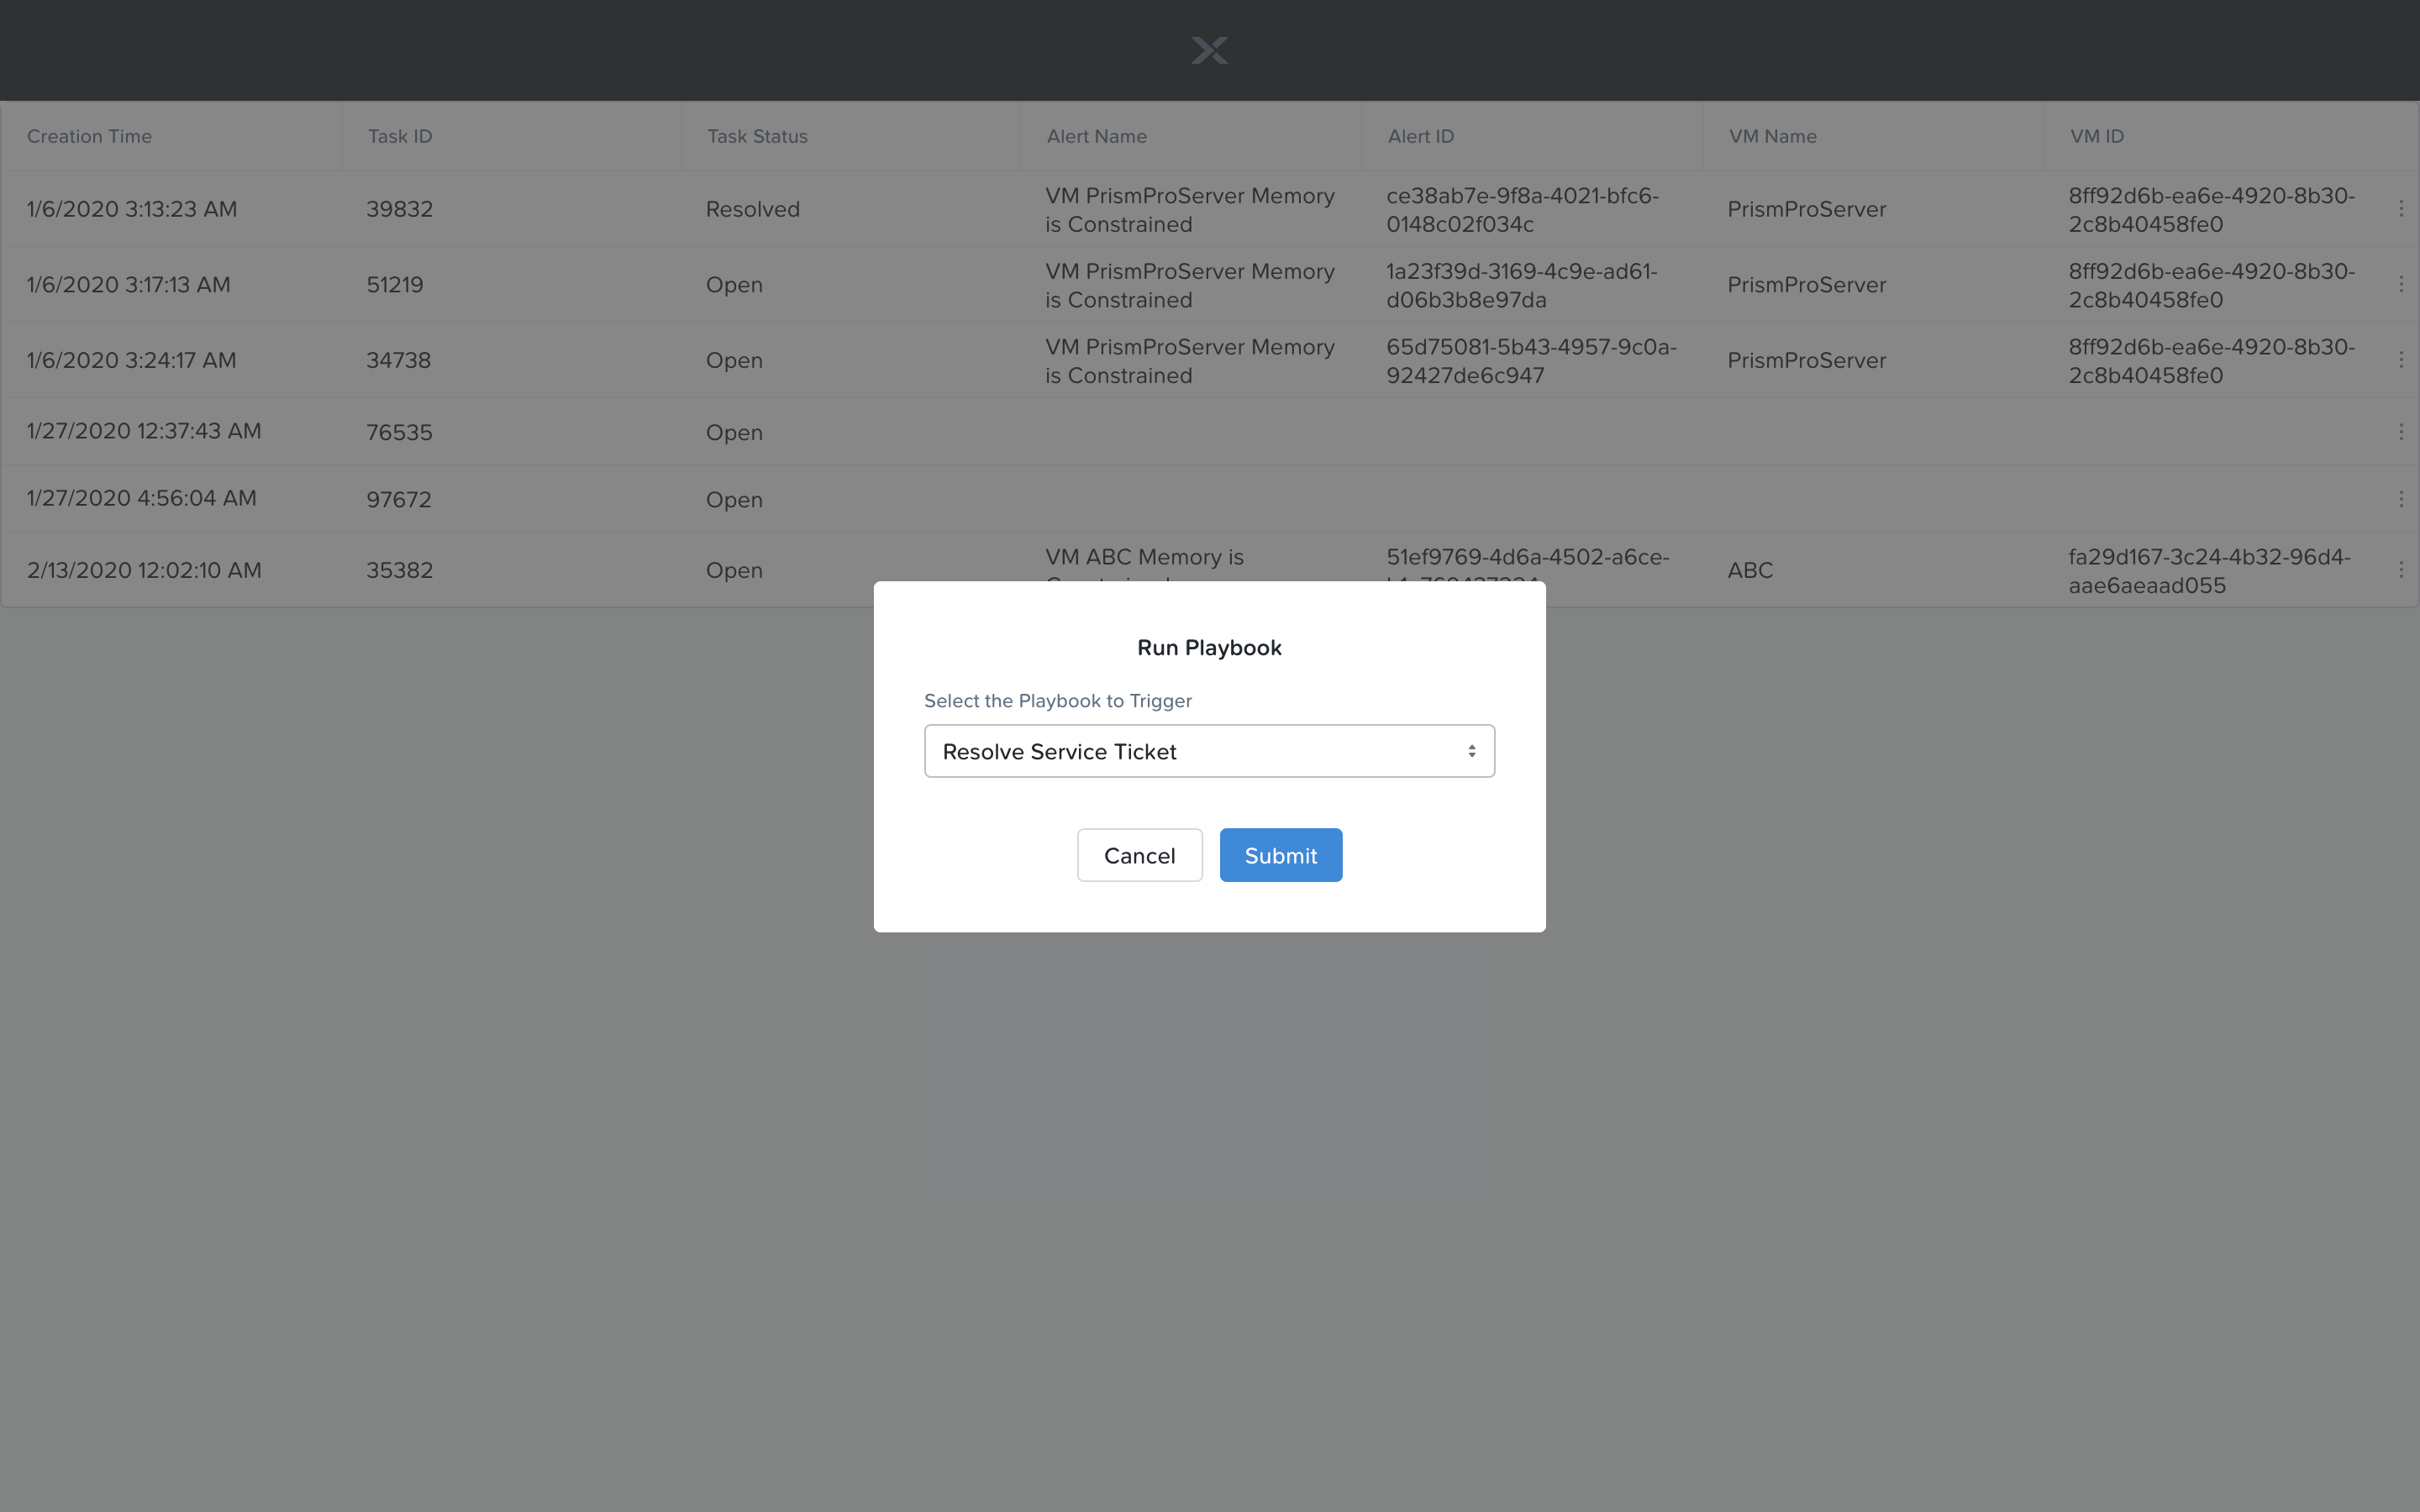 Creation Time Task ID Task Status Alert Name Alert ID VM Name VM ID
1/6/2020 3:13:23 AM 39832 Resolved VM PrismProServer Memory ce38ab7e-9f8a-4021-bfc6- PrismProServer 8ff92d6b-ea6e-4920-8b30-
is Constrained 0148c02f034c 2c8b40458fe0
1/6/2020 3:17:13 AM 51219 Open VM PrismProServer Memory 1a23f39d-3169-4c9e-ad61- PrismProServer 8ff92d6b-ea6e-4920-8b30-
is Constrained d06b3b8e97da 2c8b40458fe0
1/6/2020 3:24:17 AM 34738 Open VM PrismProServer Memory 65d75081-5b43-4957-9c0a- PrismProServer 8ff92d6b-ea6e-4920-8b30-
is Constrained 92427de6c947 2c8b40458fe0
1/27/2020 12:37:43 AM 76535 Open
1/27/2020 4:56:04 AM 97672 Open
2/13/2020 12:02:10 AM 35382 Open VM ABC Memory is 51ef9769-4d6a-4502-a6ce- ABC fa29d167-3c24-4b32-96d4-
aae6aeaad055
Run Playbook
Select the Playbook to Trigger
Resolve Service Ticket
Cancel Submit